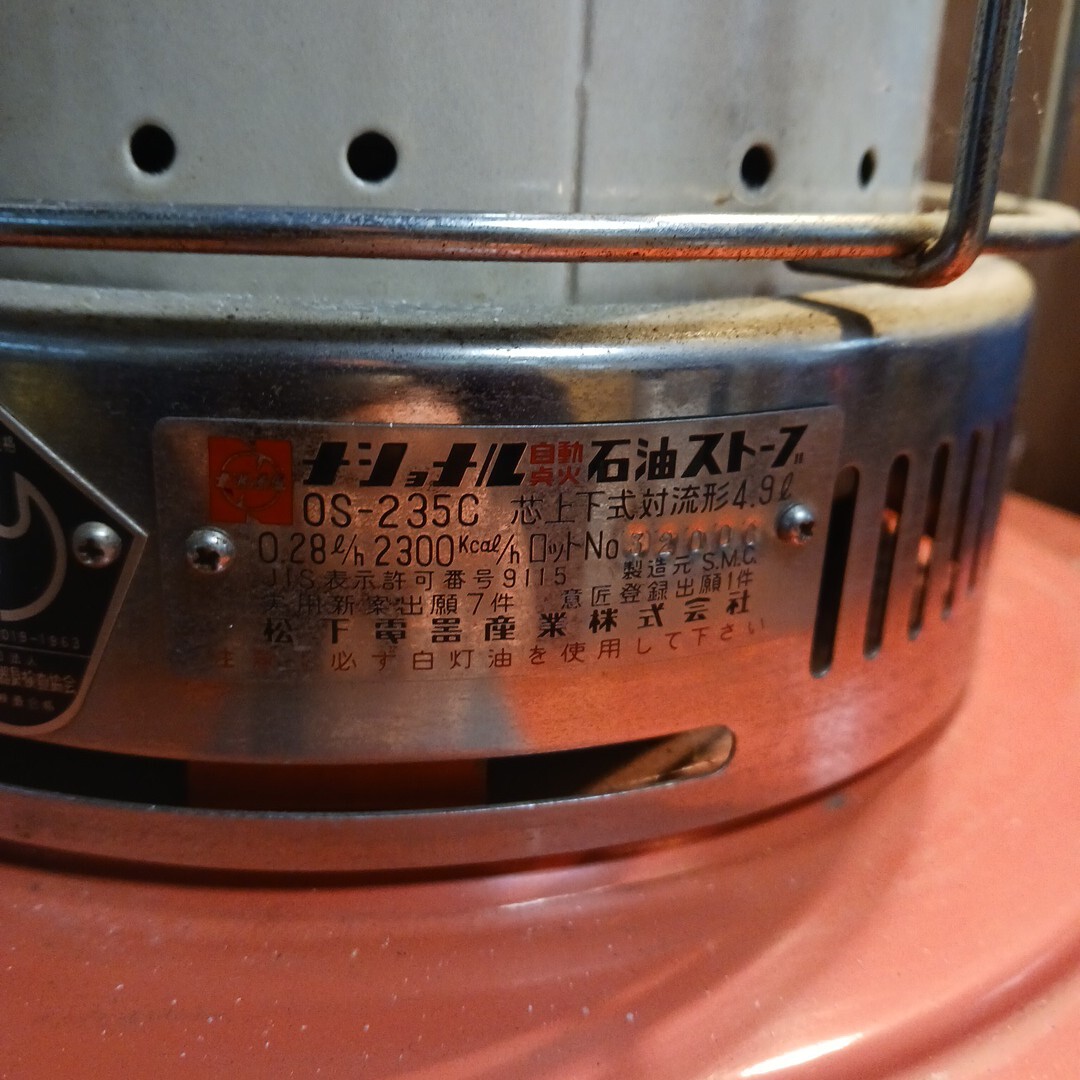 ナショナル 自動点火 石油ストーブ
OS-235C 芯上下式対流形4.9ℓ
0.28ℓ/h 2300Kcal/h ロットNo
JIS表示許可番号9115 製造元 S.M.C.
実用新案出願7件 意匠登録出願1件
松下電器産業株式会社
必ず白灯油を使用して下さい
019-1963